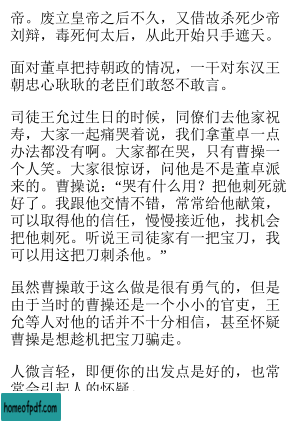 帝。废立皇帝之后不久，又借故杀死少帝
刘辩，毒死何太后，从此开始只手遮天。
面对董卓把持朝政的情况，一干对东汉王
朝忠心耿耿的老臣们敢怒不敢言。
司徒王允过生日的时候，同僚们去他家祝
寿，大家一起痛哭着说，我们拿董卓一点
办法都没有啊。大家都在哭，只有曹操一
个人笑。大家很惊讶，问他是不是董卓派
来的。曹操说：“哭有什么用？把他刺死就
好了。我跟他交情不错，常常给他献策，
可以取得他的信任，慢慢接近他，找机会
把他刺死。听说王司徒家有一把宝刀，我
可以用这把刀刺杀他。”
虽然曹操敢于这么做是很有勇气的，但是
由于当时的曹操还是一个小小的官吏，王
允等人对他的话并不十分相信，甚至怀疑
曹操是想趁机把宝刀骗走。
人微言轻，即便你的出发点是好的，也常
常会引起人的怀疑
homeofpdf.com